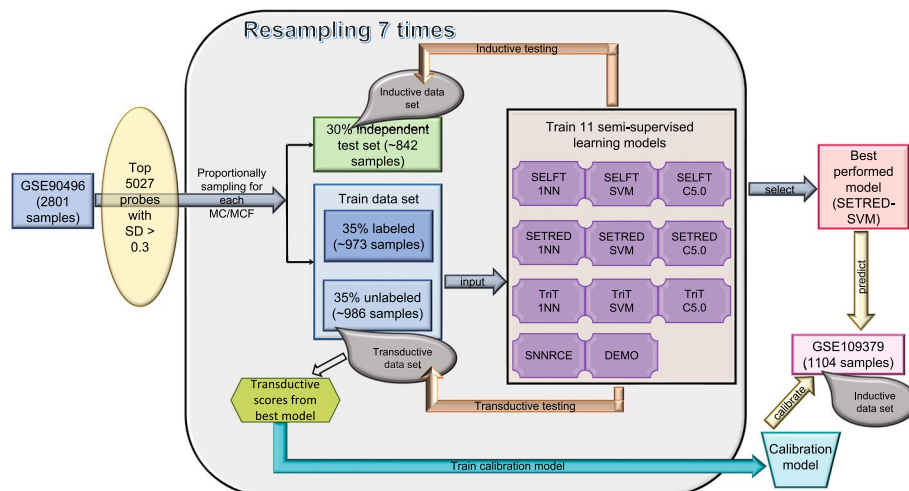 Resampling 7 times
Inductive testing
Inductive data
set
30% independent
test set (~842
samples)
Train 11 semi-supervised
learning models
GSE90496
(2801
samples)
Top
5027
probes
with
SD >
0.3
Proportionally
sampling for
each
MC/MCF
Train data set
35% labeled
(~973 samples)
35% unlabeled
(~986 samples)
input
SELFT
1NN
SELFT
SVM
SELFT
C5.0
SETRED
1NN
SETRED
SVM
SETRED
C5.0
TriT
1NN
TriT
SVM
TriT
C5.0
SNNRCE
DEMO
select
Best
performed
model
(SETRED-
SVM)
predict
GSE109379
(1104 samples)
Inductive
data set
calibrate
Transductive
data set
Transductive
scores from
best model
Transductive testing
Train calibration model
Calibration
model